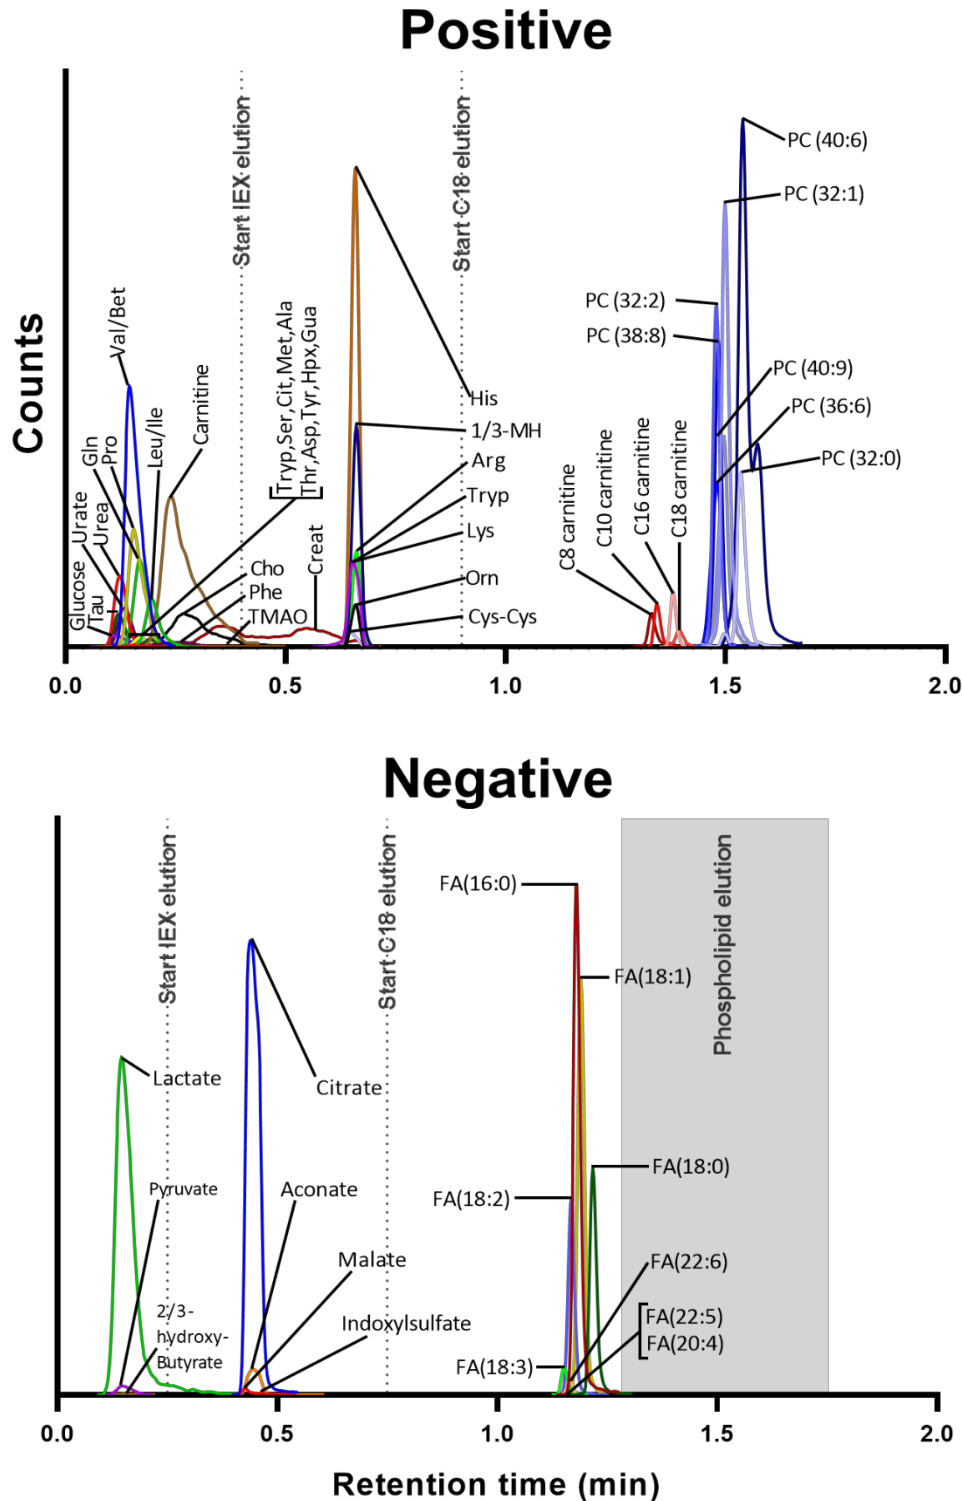 Positive
Counts
Start IEX elution
Start C18 elution
PC (40:6)
PC (32:1)
PC (32:2)
PC (38:8)
PC (40:9)
PC (36:6)
PC (32:0)
Val/Bet
Gln
Pro
Leu/Ile
Carnitine
Urate
Urea
Glucose
Tau
Tryp,Ser,Cit,Met,Ala
Thr,Asp,Tyr,Hpx,Gua
Creat
Cho
Phe
TMAO
His
1/3-MH
Arg
Tryp
Lys
Orn
Cys-Cys
C8 carnitine
C10 carnitine
C16 carnitine
C18 carnitine
0.0
0.5
1.0
1.5
2.0
Negative
Start IEX elution
Start C18 elution
Phospholipid elution
FA(16:0)
FA(18:1)
Lactate
Citrate
Pyruvate
Aconate
FA(18:2)
FA(18:0)
Malate
FA(22:6)
2/3-
hydroxy-
Butyrate
Indoxylsulfate
FA(22:5)
FA(20:4)
FA(18:3)
0.0
0.5
1.0
1.5
2.0
Retention time (min)